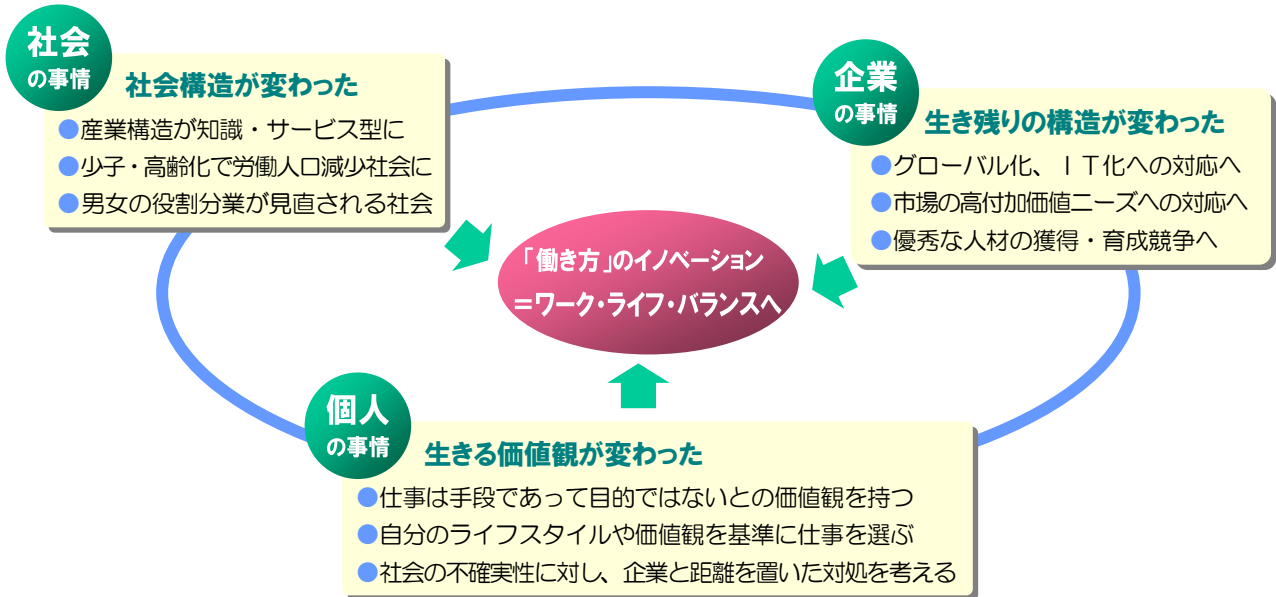 社会
の事情
社会構造が変わった
●産業構造が知識・サービス型に
●少子・高齢化で労働人口減少社会に
●男女の役割分業が見直される社会
企業
の事情
生き残りの構造が変わった
●グローバル化、ＩＴ化への対応へ
●市場の高付加価値ニーズへの対応へ
●優秀な人材の獲得・育成競争へ
「働き方」のイノベーション
＝ワーク・ライフ・バランスへ
個人
の事情
生きる価値観が変わった
●仕事は手段であって目的ではないとの価値観を持つ
●自分のライフスタイルや価値観を基準に仕事を選ぶ
●社会の不確実性に対し、企業と距離を置いた対処を考える